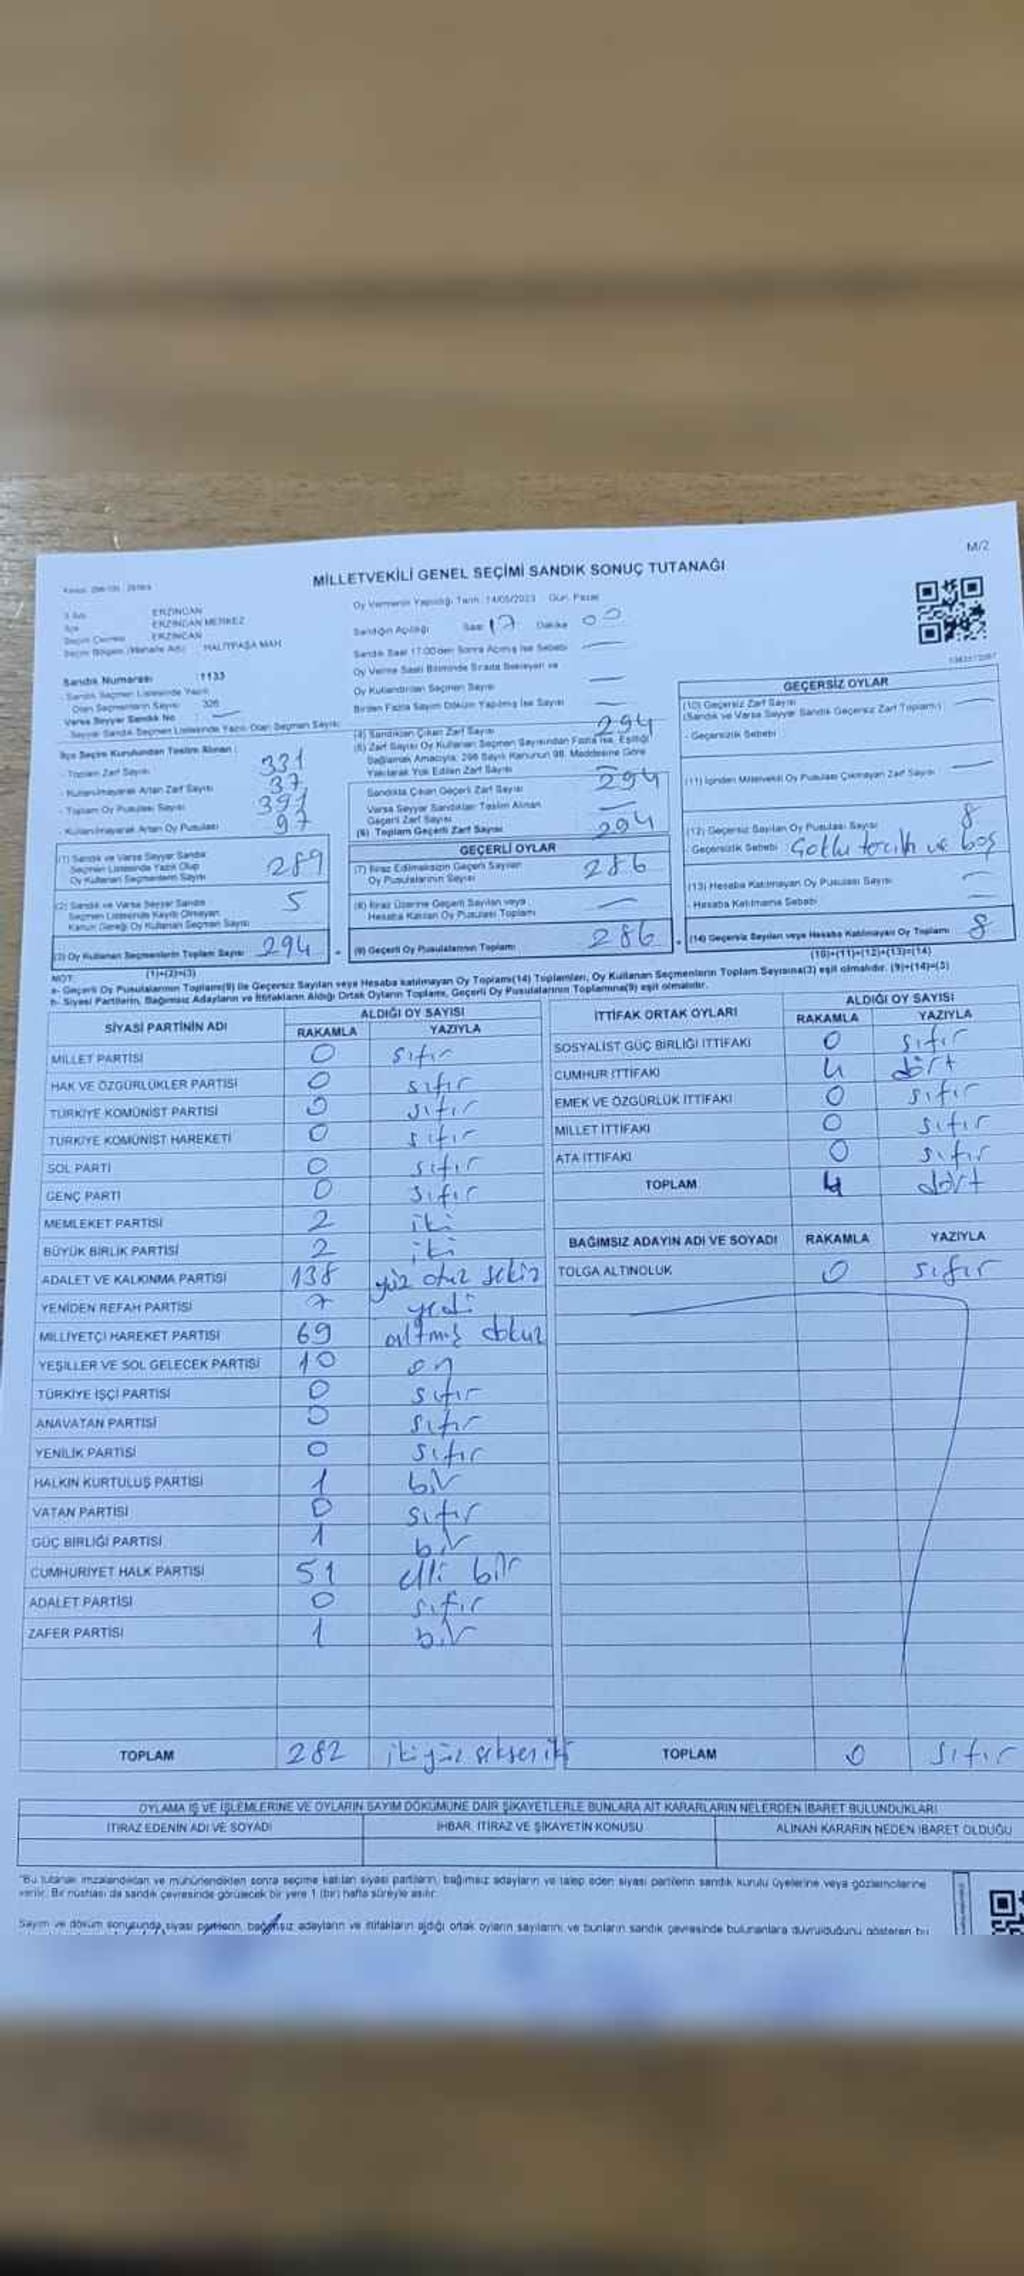 M/2
MİLLETVEKİLİ GENEL SEÇİMİ SANDIK SONUÇ TUTANAĞI
İli Adı ERZİNCAN
İlçe ERZİNCAN MERKEZ
Seçim Çevresi ERZİNCAN
Seçim Bölgesi (Mahalle Adı) HALİTPAŞA MAH
Sandık Numarası :1133
- Sandık Seçmen Listesinde Yazılı
Olan Seçmenlerin Sayısı 326
Varsa Seyyar Sandık No :
- Seyyar Sandık Seçmen Listesinde Yazılı Olan Seçmen Sayısı:
İlçe Seçim Kurulundan Teslim Alınan :
- Toplam Zarf Sayısı 331
- Kullanılmayarak Artan Zarf Sayısı 37
- Toplam Oy Pusulası Sayısı 391
- Kullanılmayarak Artan Oy Pusulası 97
(1) Sandık ve Varsa Seyyar Sandık
Seçmen Listesinde Yazılı Olup
Oy Kullanan Seçmenlerin Sayısı 289
(2) Sandık ve Varsa Seyyar Sandık
Seçmen Listesinde Kayıtlı Olmayan
Kanun Gereği Oy Kullanan Seçmen Sayısı 5
(3) Oy Kullanan Seçmenlerin Toplam Sayısı 294
(1)+(2)=(3)
Oy Vermenin Yapıldığı Tarih :14/05/2023 Gün: Pazar
Sandığın Açıldığı Saat 17 Dakika 00
Sandık Saat 17:00'den Sonra Açılmış İse Sebebi —
Oy Verme Saati Bitiminde Sırada Bekleyen ve
Oy Kullandırılan Seçmen Sayısı —
Birden Fazla Sayım Döküm Yapılmış İse Sayısı —
(4) Sandıktan Çıkan Zarf Sayısı 294
(5) Zarf Sayısı Oy Kullanan Seçmen Sayısından Fazla İse, Eşitliği
Sağlamak Amacıyla; 298 Sayılı Kanunun 98. Maddesine Göre
Yakılarak Yok Edilen Zarf Sayısı —
Sandıkta Çıkan Geçerli Zarf Sayısı 294
Varsa Seyyar Sandıktan Teslim Alınan
Geçerli Zarf Sayısı —
(6) Toplam Geçerli Zarf Sayısı 294
GEÇERLİ OYLAR
(7) İtiraz Edilmeksizin Geçerli Sayılan
Oy Pusulalarının Sayısı 286
(8) İtiraz Üzerine Geçerli Sayılan veya
Hesaba Katılan Oy Pusulası Toplamı —
(9) Geçerli Oy Pusulalarının Toplamı 286
GEÇERSİZ OYLAR
(10) Geçersiz Zarf Sayısı
(Sandık ve Varsa Seyyar Sandık Geçersiz Zarf Toplamı) : —
- Geçersizlik Sebebi :
(11) İçinden Milletvekili Oy Pusulası Çıkmayan Zarf Sayısı —
(12) Geçersiz Sayılan Oy Pusulası Sayısı 8
- Geçersizlik Sebebi Çoklu tercih ve boş
(13) Hesaba Katılmayan Oy Pusulası Sayısı —
- Hesaba Katılmama Sebebi —
(14) Geçersiz Sayılan veya Hesaba Katılmayan Oy Toplamı 8
(10)+(11)+(12)+(13)=(14)
NOT:
a- Geçerli Oy Pusulalarının Toplamı(9) ile Geçersiz Sayılan veya Hesaba katılmayan Oy Toplamı(14) Toplamları, Oy Kullanan Seçmenlerin Toplam Sayısına(3) eşit olmalıdır. (9)+(14)=(3)
b- Siyasi Partilerin, Bağımsız Adayların ve İttifakların Aldığı Ortak Oyların Toplamı, Geçerli Oy Pusulalarının Toplamına(9) eşit olmalıdır.
SİYASİ PARTİNİN ADI ALDIĞI OY SAYISI
RAKAMLA YAZIYLA
MİLLET PARTİSİ 0 sıfır
HAK VE ÖZGÜRLÜKLER PARTİSİ 0 sıfır
TÜRKİYE KOMÜNİST PARTİSİ 0 sıfır
TÜRKİYE KOMÜNİST HAREKETİ 0 sıfır
SOL PARTİ 0 sıfır
GENÇ PARTİ 0 sıfır
MEMLEKET PARTİSİ 2 iki
BÜYÜK BİRLİK PARTİSİ 2 iki
ADALET VE KALKINMA PARTİSİ 138 yüz otuz sekiz
YENİDEN REFAH PARTİSİ 7 yedi
MİLLİYETÇİ HAREKET PARTİSİ 69 altmış dokuz
YEŞİLLER VE SOL GELECEK PARTİSİ 10 on
TÜRKİYE İŞÇİ PARTİSİ 0 sıfır
ANAVATAN PARTİSİ 0 sıfır
YENİLİK PARTİSİ 0 sıfır
HALKIN KURTULUŞ PARTİSİ 1 bir
VATAN PARTİSİ 0 sıfır
GÜÇ BİRLİĞİ PARTİSİ 1 bir
CUMHURİYET HALK PARTİSİ 51 elli bir
ADALET PARTİSİ 0 sıfır
ZAFER PARTİSİ 1 bir
TOPLAM 282 ikiyüz seksen iki
İTTİFAK ORTAK OYLARI ALDIĞI OY SAYISI
RAKAMLA YAZIYLA
SOSYALİST GÜÇ BİRLİĞİ İTTİFAKI 0 sıfır
CUMHUR İTTİFAKI 4 dört
EMEK VE ÖZGÜRLÜK İTTİFAKI 0 sıfır
MİLLET İTTİFAKI 0 sıfır
ATA İTTİFAKI 0 sıfır
TOPLAM 4 dört
BAĞIMSIZ ADAYIN ADI VE SOYADI RAKAMLA YAZIYLA
TOLGA ALTINOLUK 0 sıfır
TOPLAM 0 sıfır
OYLAMA İŞ VE İŞLEMLERİNE VE OYLARIN SAYIM DÖKÜMÜNE DAİR ŞİKAYETLERLE BUNLARA AİT KARARLARIN NELERDEN İBARET BULUNDUKLARI
İTİRAZ EDENİN ADI VE SOYADI İHBAR, İTİRAZ VE ŞİKAYETİN KONUSU ALINAN KARARIN NEDEN İBARET OLDUĞU
"Bu tutanak imzalandıktan ve mühürlendikten sonra seçime katılan siyasi partilerin, bağımsız adayların ve talep eden siyasi partilerin sandık kurulu üyelerine veya gözlemcilerine
verilir. Bir nüshası da sandık çevresinde görülecek bir yere 1 (bir) hafta süreyle asılır.
Sayım ve döküm sonucunda siyasi partilerin, bağımsız adayların ve ittifakların aldığı ortak oyların sayılarını ve bunların sandık çevresinde bulunanlara duyrulduğunu gösteren bu